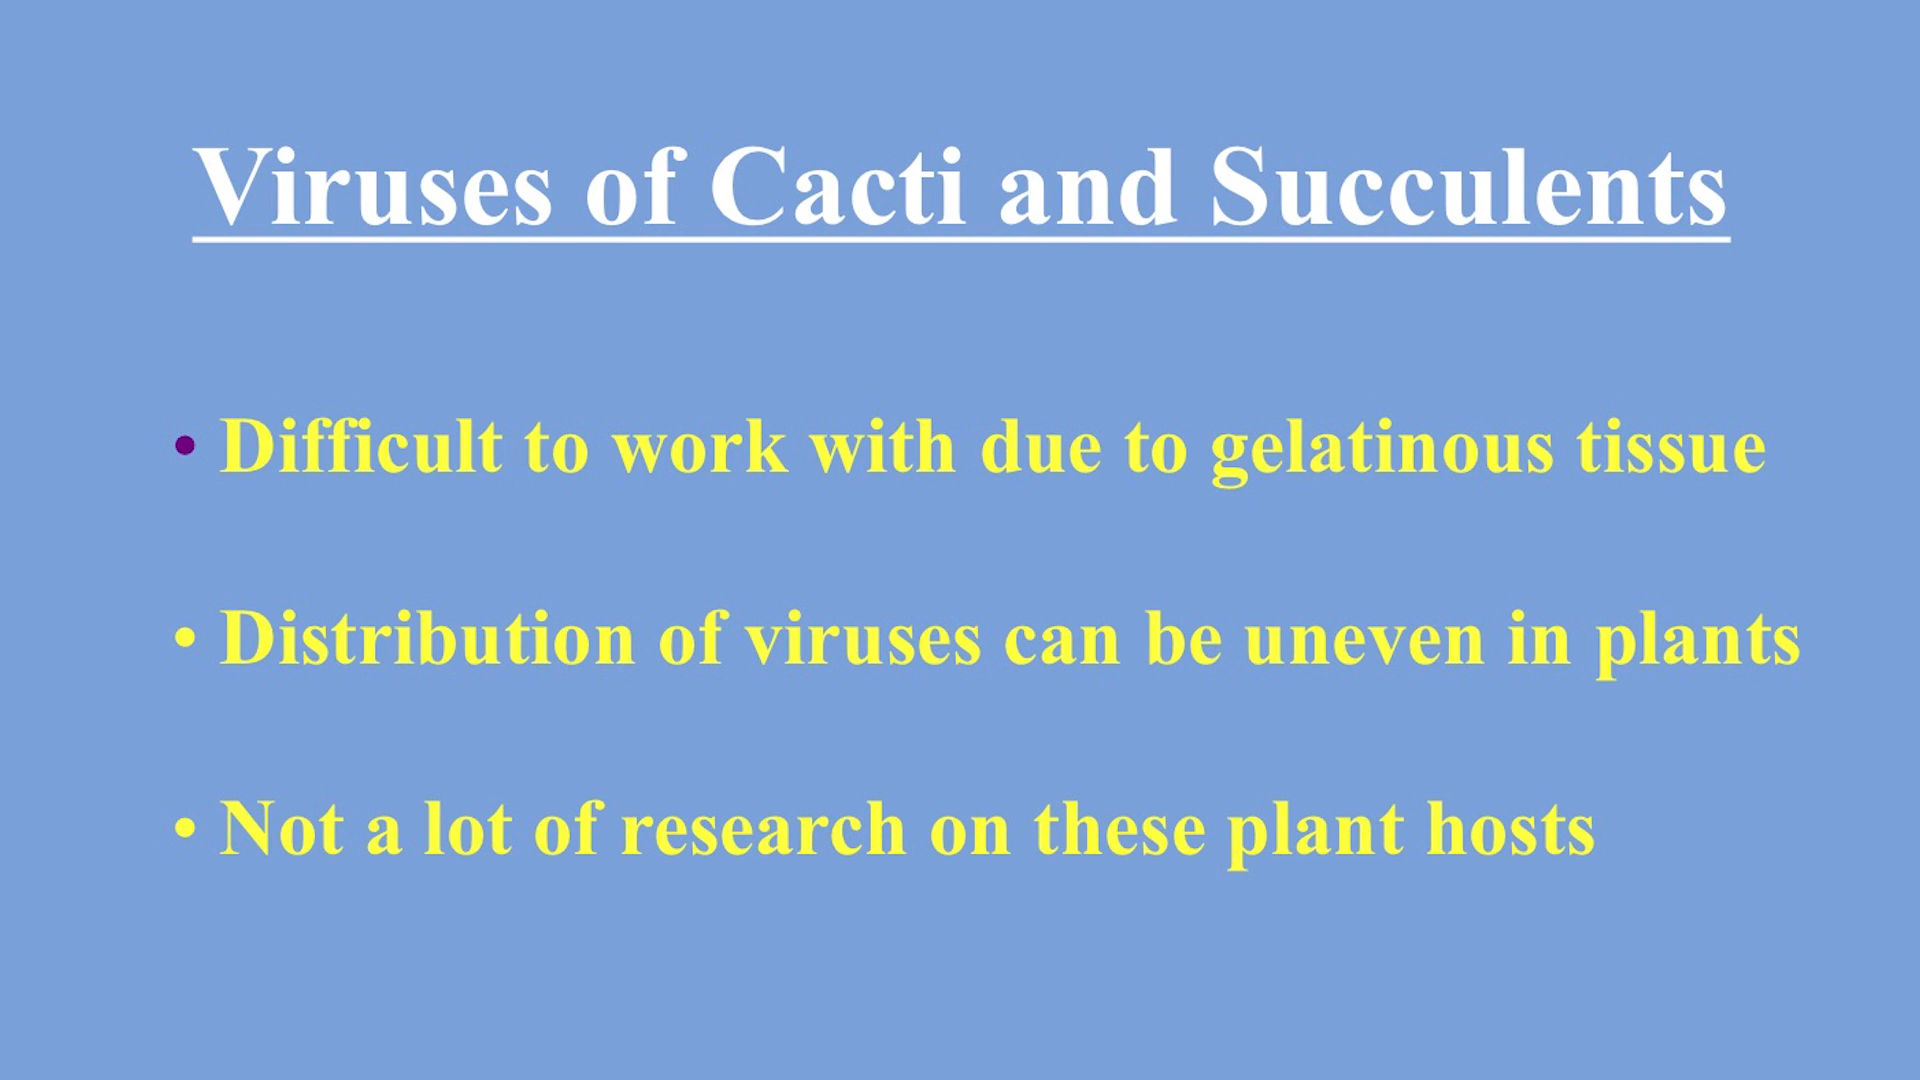 Viruses of Cacti and Succulents
• Difficult to work with due to gelatinous tissue
• Distribution of viruses can be uneven in plants
• Not a lot of research on these plant hosts